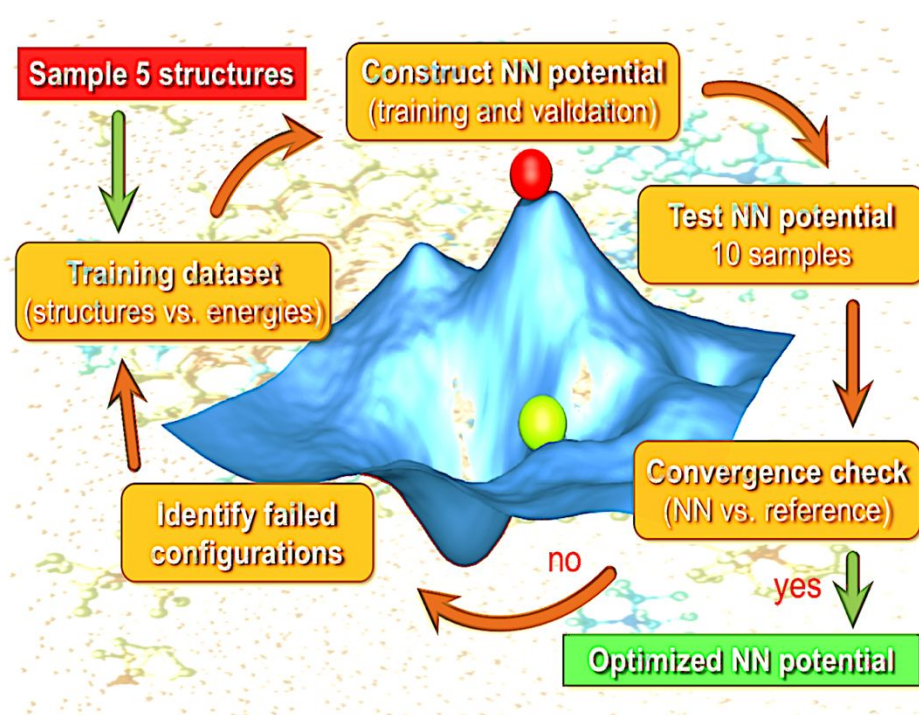 Sample 5 structures
Construct NN potential
(training and validation)
Test NN potential
10 samples
Training dataset
(structures vs. energies)
Convergence check
(NN vs. reference)
Identify failed
configurations
no
yes
Optimized NN potential